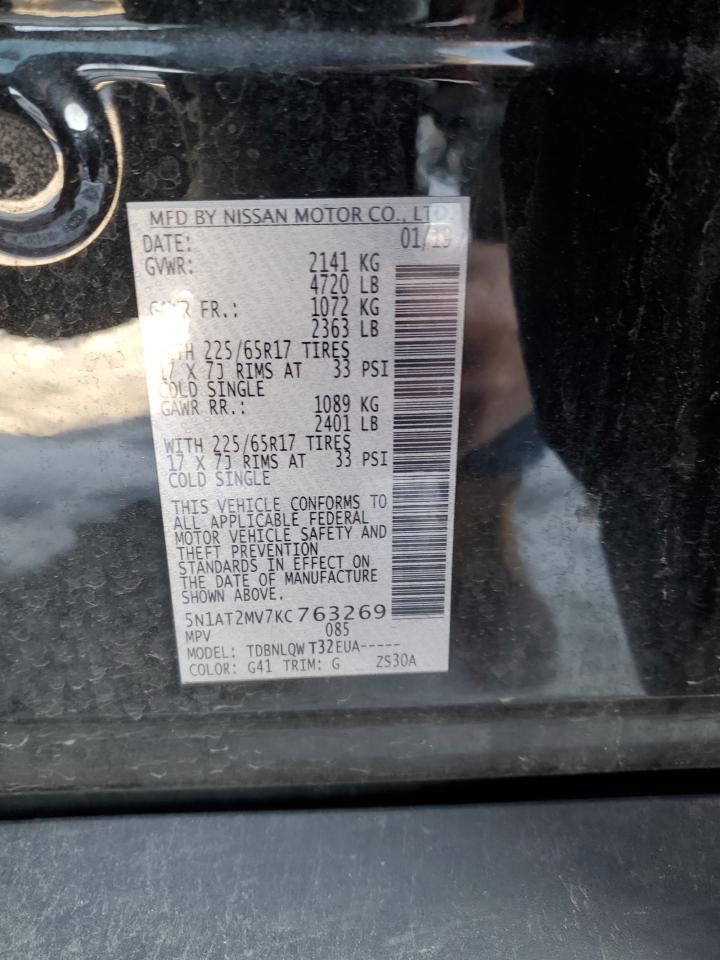 MFD BY NISSAN MOTOR CO., LTD.
DATE: 01/19
GVWR: 2141 KG
4720 LB
GAWR FR.: 1072 KG
2363 LB
WITH 225/65R17 TIRES
17 X 7J RIMS AT 33 PSI
COLD SINGLE
GAWR RR.: 1089 KG
2401 LB
WITH 225/65R17 TIRES
17 X 7J RIMS AT 33 PSI
COLD SINGLE
THIS VEHICLE CONFORMS TO
ALL APPLICABLE FEDERAL
MOTOR VEHICLE SAFETY AND
THEFT PREVENTION
STANDARDS IN EFFECT ON
THE DATE OF MANUFACTURE
SHOWN ABOVE.
5N1AT2MV7KC763269
MPV 085
MODEL: TDBNLQW T32EUA-----
COLOR: G41 TRIM: G ZS30A